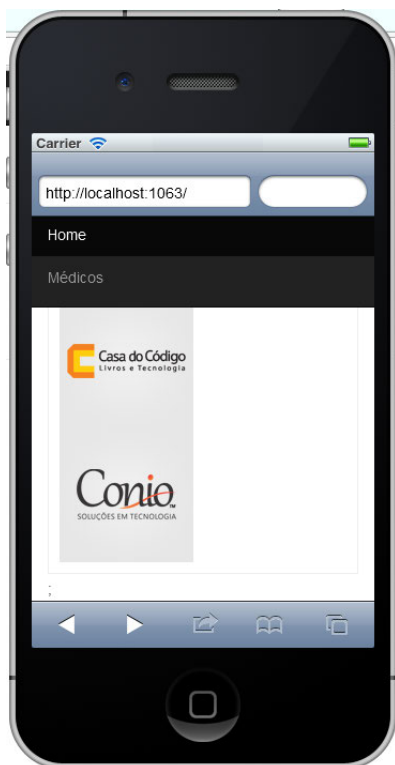 Carrier
http://localhost:1063/
Home
Médicos
Casa do Código
Livros e Tecnologia
Conio
SOLUÇÕES EM TECNOLOGIA
;